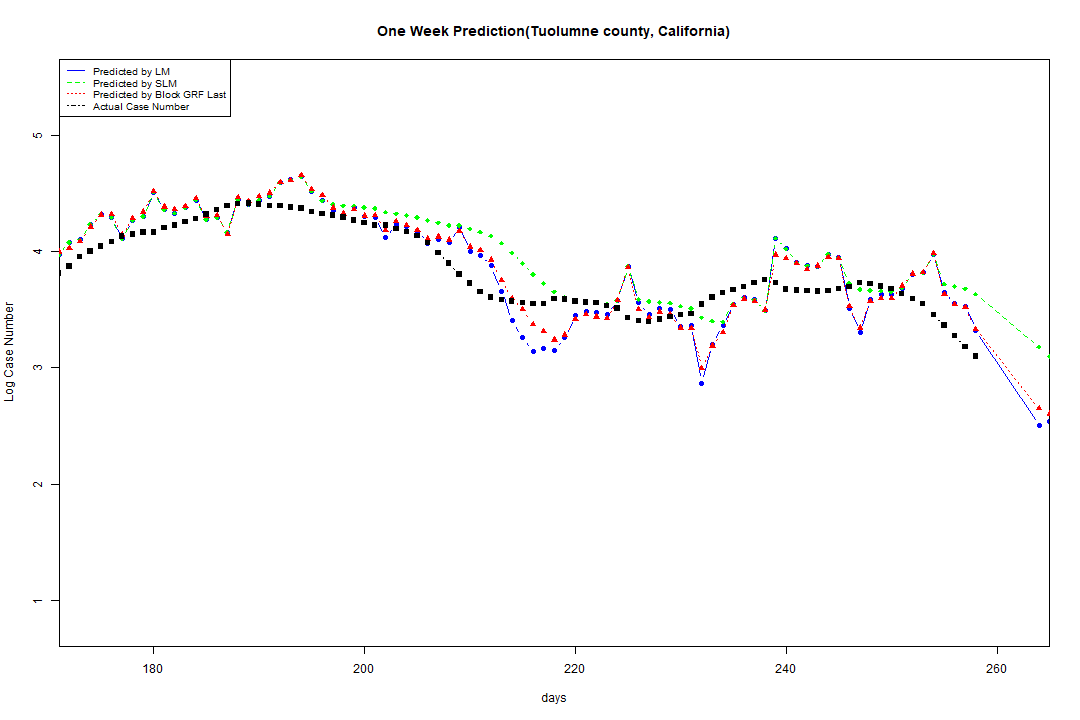 One Week Prediction(Tuolumne county, California)
Predicted by LM
Predicted by SLM
Predicted by Block GRF Last
Actual Case Number
5
4
3
2
1
Log Case Number
180 200 220 240 260
days